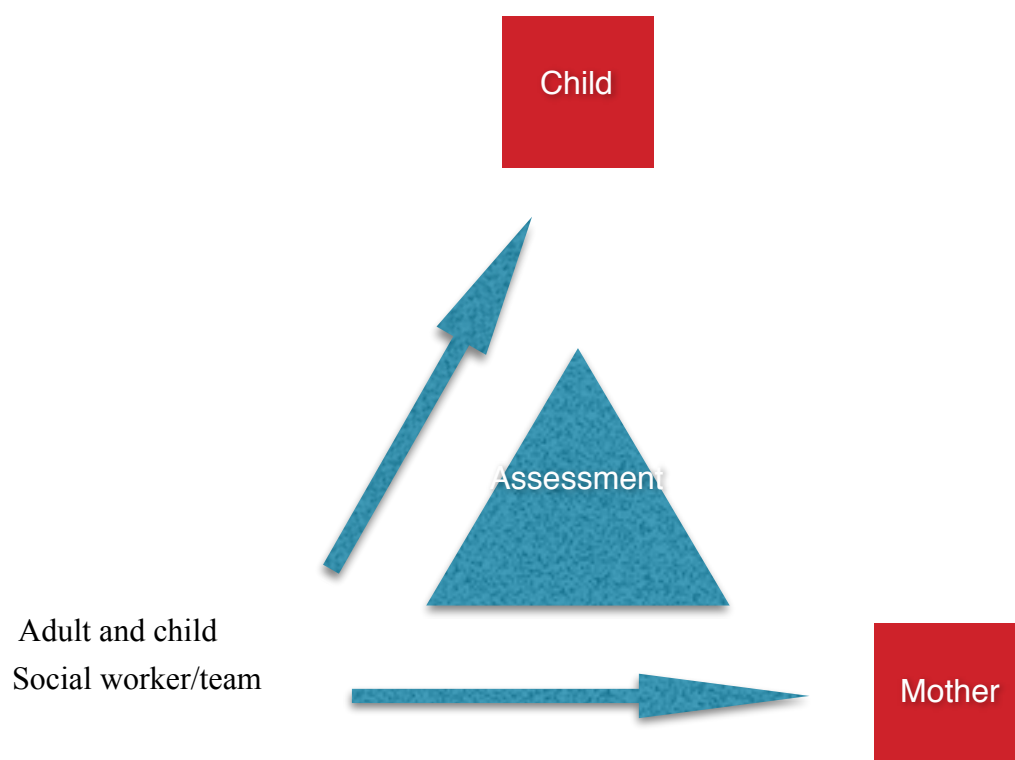 Child
Assessment
Adult and child
Social worker/team
Mother